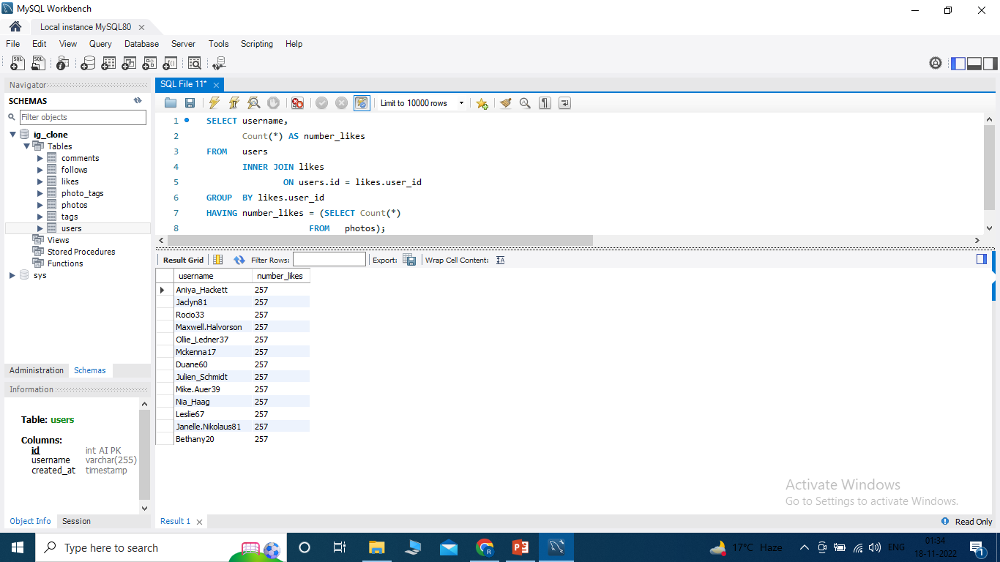 MySQL Workbench
Local instance MySQL80
File Edit View Query Database Server Tools Scripting Help
Navigator
SCHEMAS
Filter objects
ig_clone
Tables
comments
follows
likes
photo_tags
photos
tags
users
Views
Stored Procedures
Functions
sys
Administration Schemas
Information
Table: users
Columns:
id int AI PK
username varchar(255)
created_at timestamp
Object Info Session
SQL File 11*
Limit to 10000 rows
1 SELECT username,
2 Count(*) AS number_likes
3 FROM users
4 INNER JOIN likes
5 ON users.id = likes.user_id
6 GROUP BY likes.user_id
7 HAVING number_likes = (SELECT Count(*)
8 FROM photos);
Result Grid Filter Rows: Export: Wrap Cell Content:
username number_likes
Aniya_Hackett 257
Jaclyn81 257
Rocio33 257
Maxwell.Halvorson 257
Ollie_Ledner37 257
Mckenna17 257
Duane60 257
Julien_Schmidt 257
Mike.Auer39 257
Nia_Haag 257
Leslie67 257
Janelle.Nikolaus81 257
Bethany20 257
Activate Windows
Go to Settings to activate Windows.
Result 1
Read Only
Type here to search
17°C Haze
ENG
01:34
18-11-2022
1